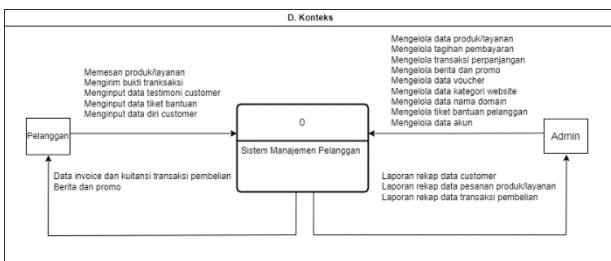 D. Konteks
Memesan produk/layanan
Mengirim bukti tranksaksi
Menginput data testimoni customer
Menginput data tiket bantuan
Menginput data diri customer
Mengelola data produk/layanan
Mengelola tagihan pembayaran
Mengelola transaksi perpanjangan
Mengelola berita dan promo
Mengelola data voucher
Mengelola data kategori website
Mengelola data nama domain
Mengelola tiket bantuan pelanggan
Mengelola data akun
Pelanggan
0
Sistem Manajemen Pelanggan
Admin
Data invoice dan kuitansi transaksi pembelian
Berita dan promo
Laporan rekap data customer
Laporan rekap data pesanan produk/layanan
Laporan rekap data transaksi pembelian